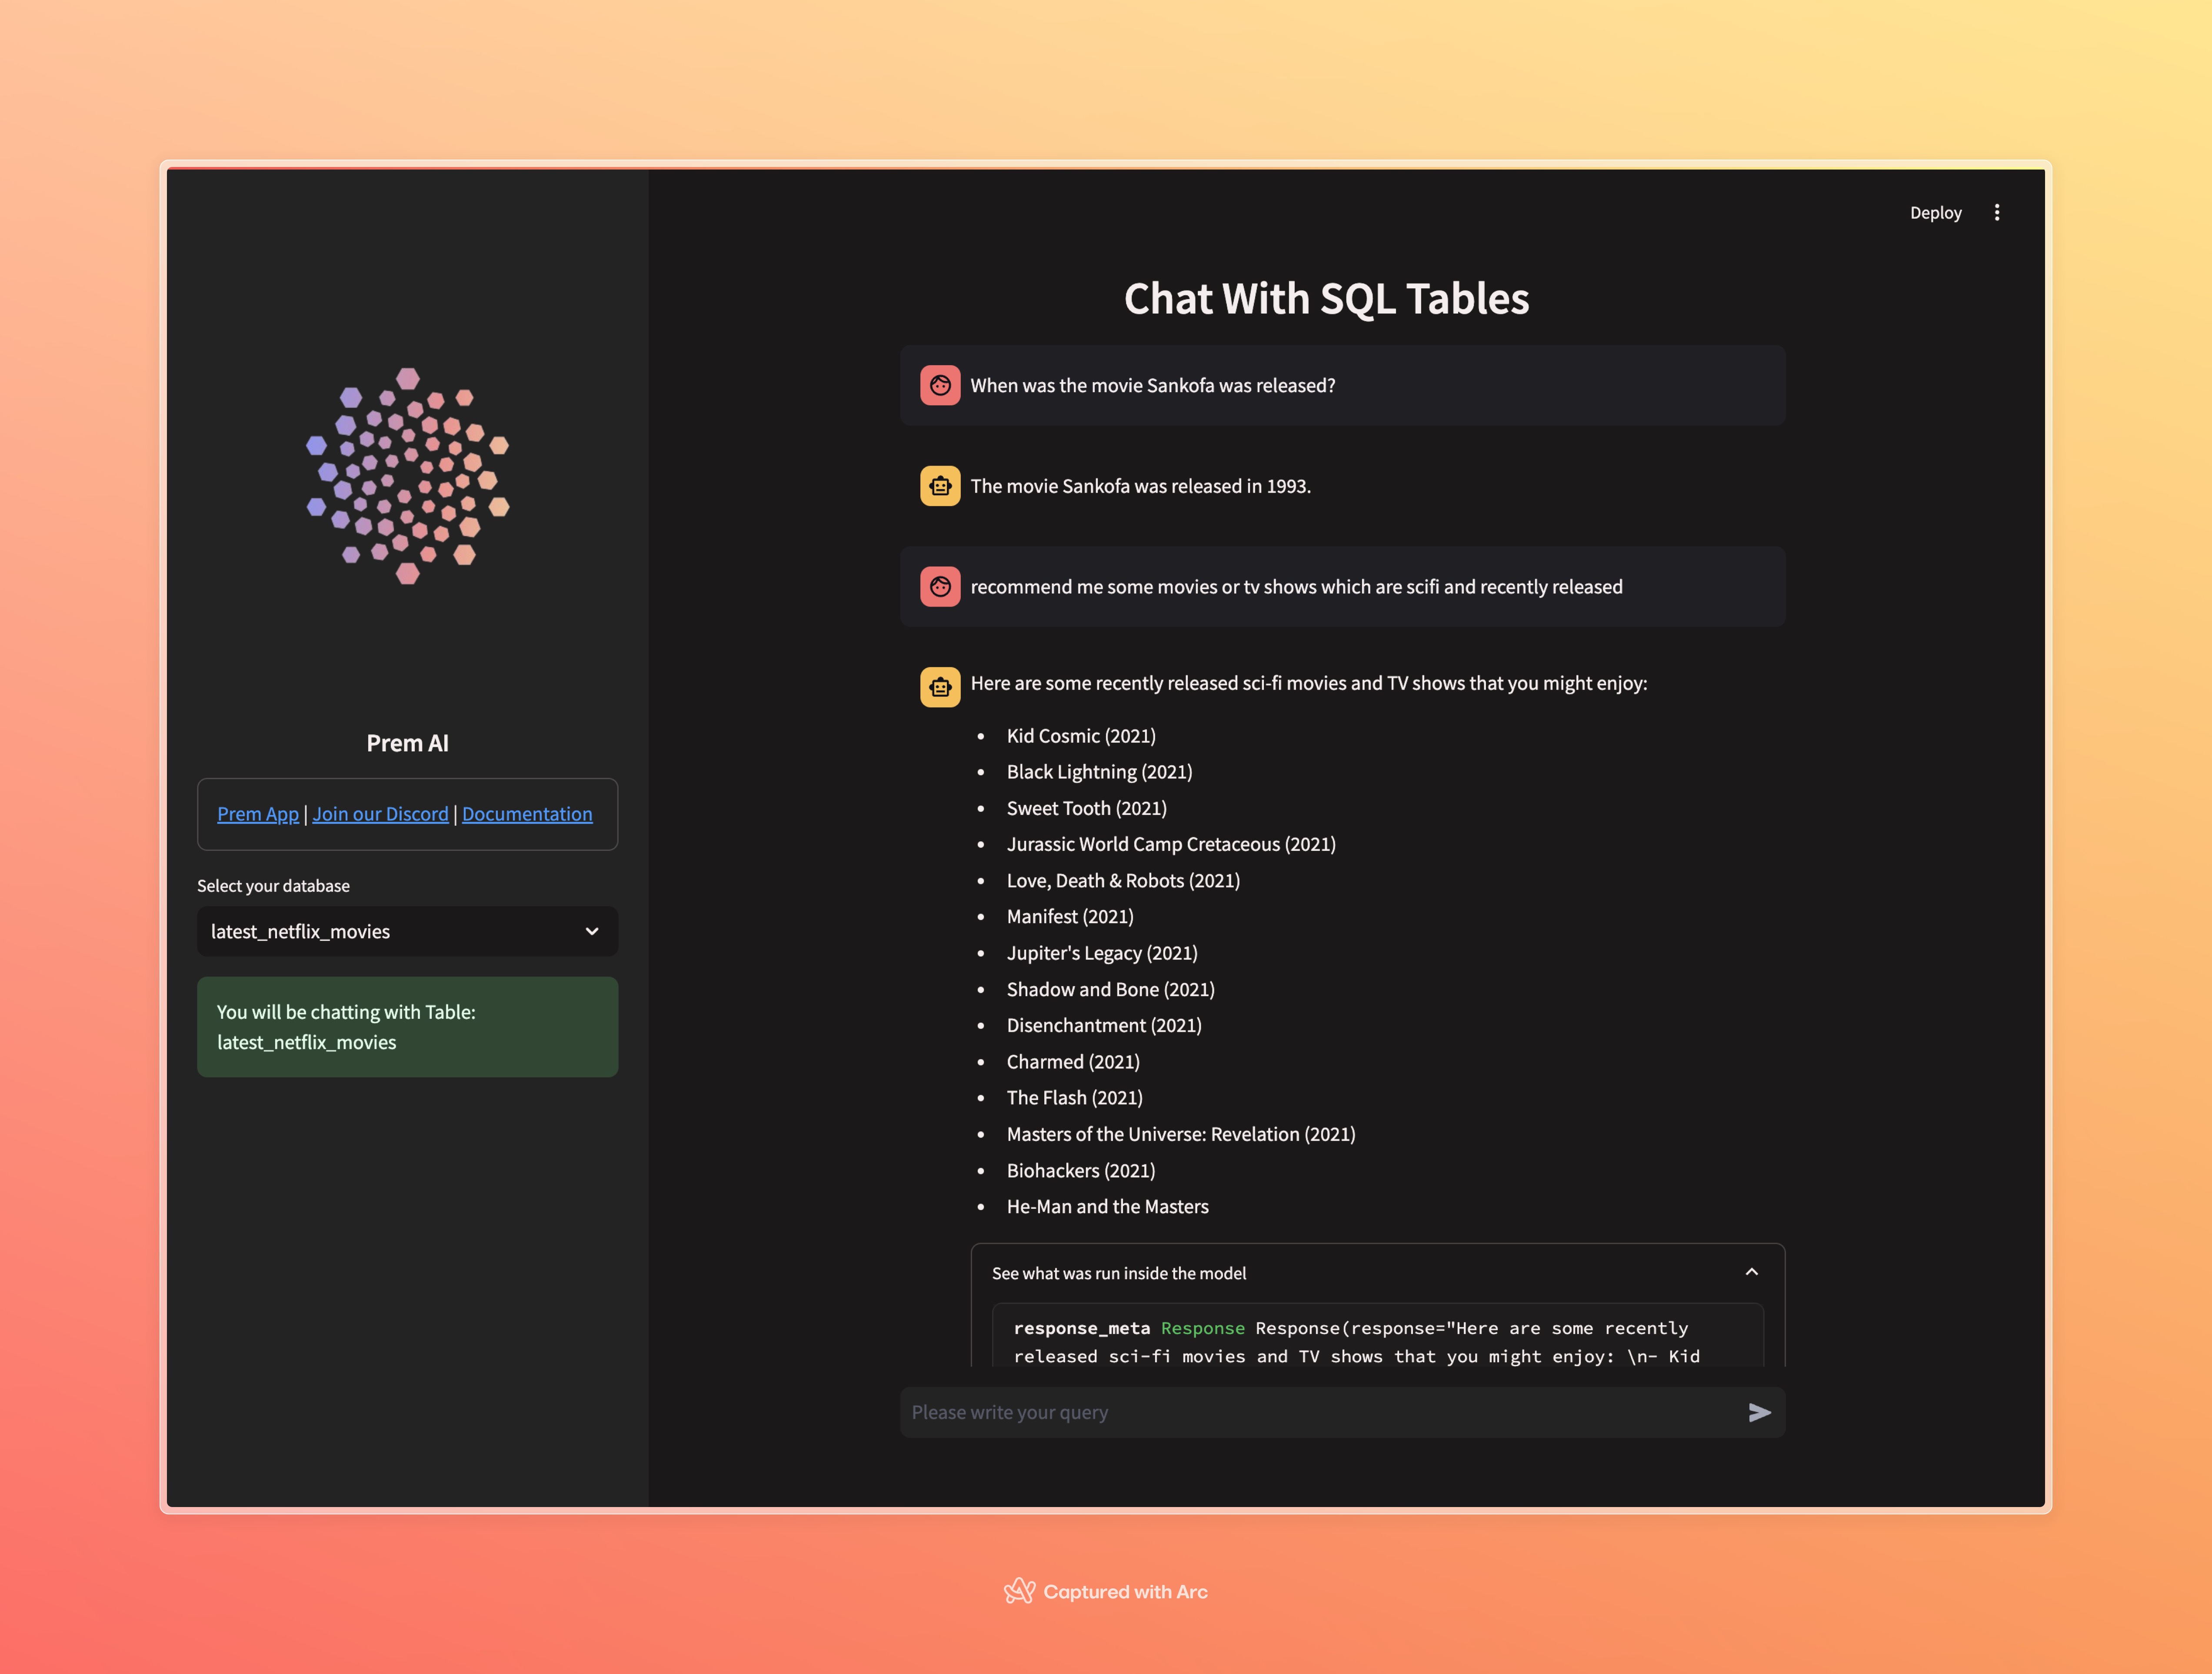 Deploy
Chat With SQL Tables
When was the movie Sankofa was released?
The movie Sankofa was released in 1993.
recommend me some movies or tv shows which are scifi and recently released
Here are some recently released sci-fi movies and TV shows that you might enjoy:
• Kid Cosmic (2021)
• Black Lightning (2021)
• Sweet Tooth (2021)
• Jurassic World Camp Cretaceous (2021)
• Love, Death & Robots (2021)
• Manifest (2021)
• Jupiter's Legacy (2021)
• Shadow and Bone (2021)
• Disenchantment (2021)
• Charmed (2021)
• The Flash (2021)
• Masters of the Universe: Revelation (2021)
• Biohackers (2021)
• He-Man and the Masters
See what was run inside the model
response_meta Response Response(response="Here are some recently
released sci-fi movies and TV shows that you might enjoy: \n- Kid
Please write your query
Prem AI
Prem App | Join our Discord | Documentation
Select your database
latest_netflix_movies
You will be chatting with Table:
latest_netflix_movies
Captured with Arc